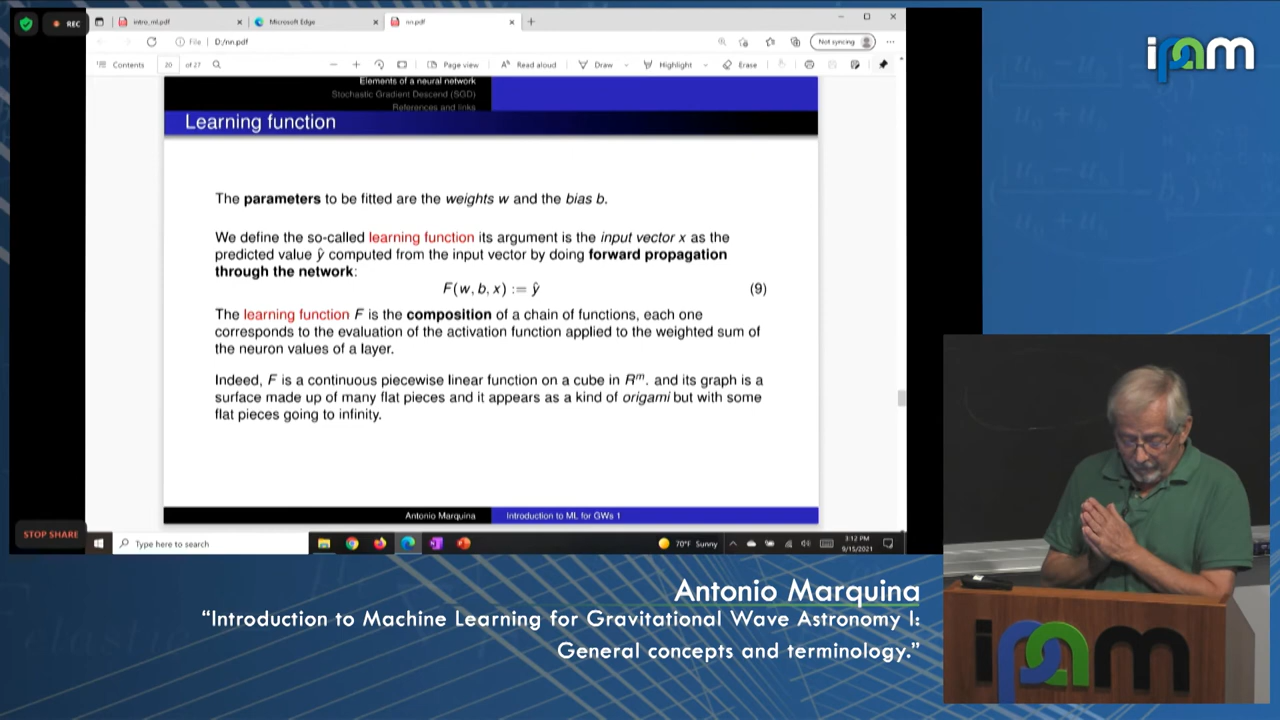 REC
intro_ml.pdf
Microsoft Edge
nn.pdf
File
D:/nn.pdf
Not syncing
Contents
20
of 27
Page view
Read aloud
Draw
Highlight
Erase
Elements of a neural network
Stochastic Gradient Descend (SGD)
References and links
Learning function
The parameters to be fitted are the weights w and the bias b.
We define the so-called learning function its argument is the input vector x as the
predicted value ŷ computed from the input vector by doing forward propagation
through the network:
F(w, b, x) := ŷ (9)
The learning function F is the composition of a chain of functions, each one
corresponds to the evaluation of the activation function applied to the weighted sum of
the neuron values of a layer.
Indeed, F is a continuous piecewise linear function on a cube in Rᵐ. and its graph is a
surface made up of many flat pieces and it appears as a kind of origami but with some
flat pieces going to infinity.
Antonio Marquina
Introduction to ML for GWs 1
STOP SHARE
Type here to search
70°F Sunny
3:12 PM
9/15/2021
ipam
ipam
Antonio Marquina
“Introduction to Machine Learning for Gravitational Wave Astronomy I:
General concepts and terminology.”